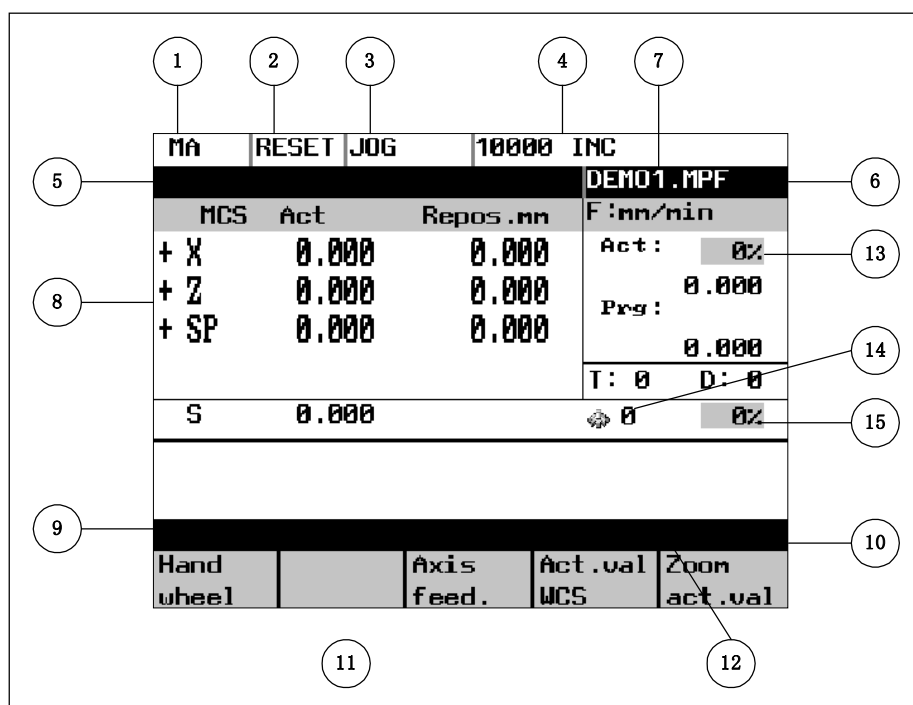 1 2 3 4 7
MA RESET JOG 10000 INC
5 DEMO1.MPF 6
MCS Act Repos.mm F:mm/min
+ X 0.000 0.000 Act: 0% 13
8 + Z 0.000 0.000 0.000
+ SP 0.000 0.000 Prg:
0.000 14
T: 0 D: 0
S 0.000 0 0% 15
9 10
Hand wheel Axis feed. Act.val WCS Zoom act.val
11 12